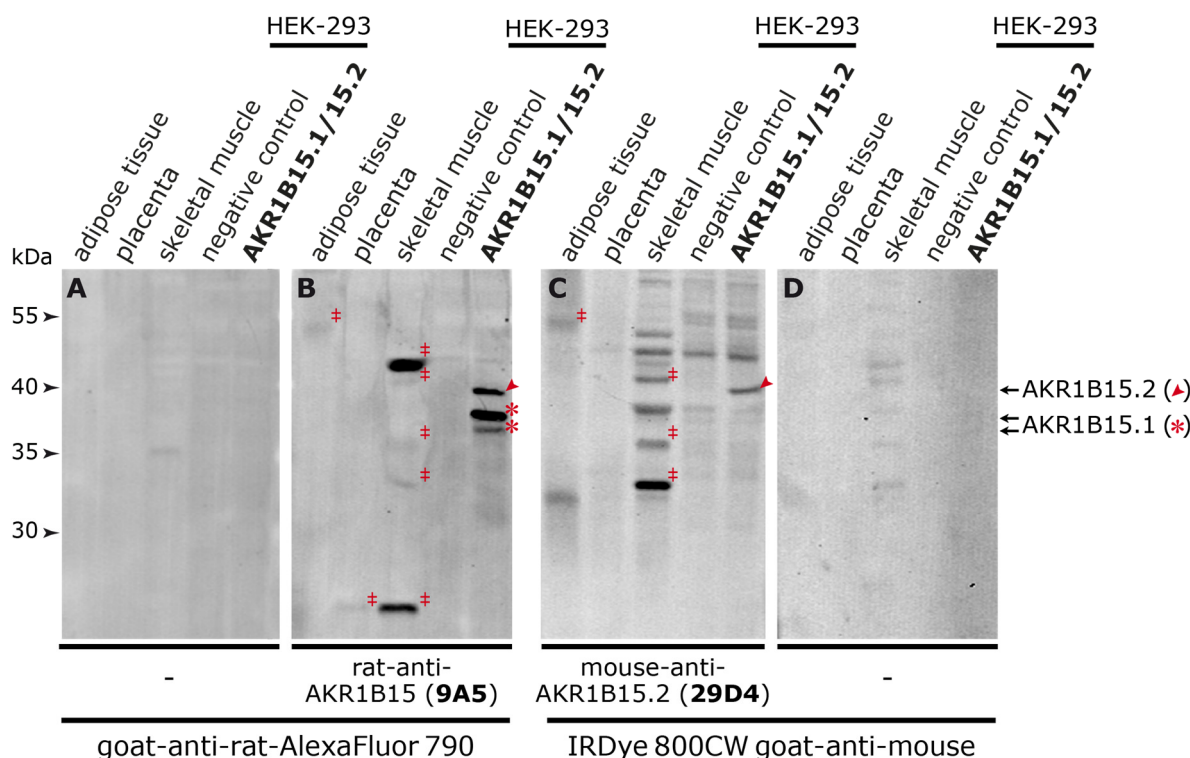 HEK-293 HEK-293 HEK-293 HEK-293
adipose tissue
placenta
skeletal muscle
negative control
AKR1B15.1/15.2
adipose tissue
placenta
skeletal muscle
negative control
AKR1B15.1/15.2
adipose tissue
placenta
skeletal muscle
negative control
AKR1B15.1/15.2
adipose tissue
placenta
skeletal muscle
negative control
AKR1B15.1/15.2
kDa
A B C D
55
40
35
30
‡ ‡ ‡ ‡ ‡ ‡ ‡
* *
‡ ‡ ‡ ‡
AKR1B15.2 (➤)
AKR1B15.1 (*)
-
rat-anti-
AKR1B15 (9A5)
mouse-anti-
AKR1B15.2 (29D4)
-
goat-anti-rat-AlexaFluor 790
IRDye 800CW goat-anti-mouse